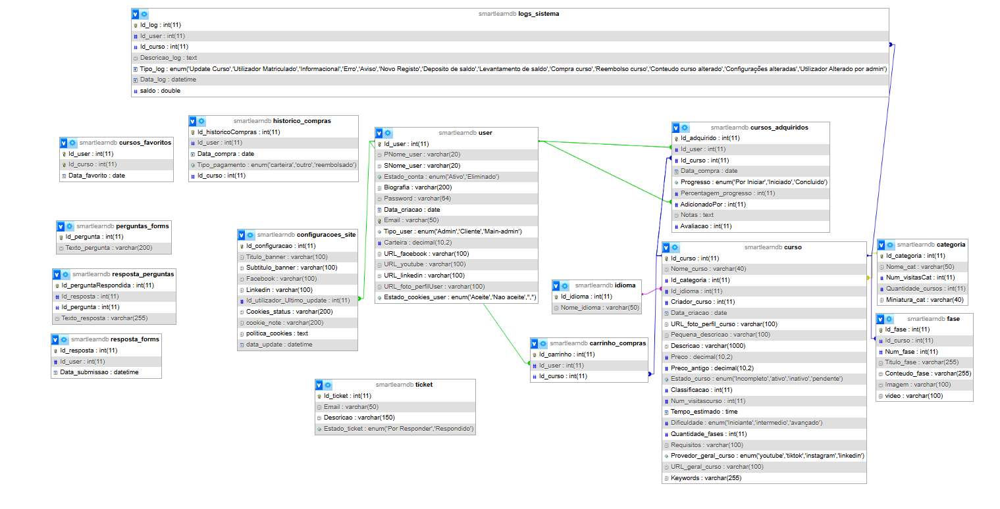 smartlearndb logs_sistema
Id_log : int(11)
Id_user : int(11)
Id_curso : int(11)
Descricao_log : text
Tipo_log : enum('Update Curso','Utilizador Matriculado','Informacional','Erro','Aviso','Novo Registo','Deposito de saldo','Levantamento de saldo','Compra curso','Reembolso curso','Conteudo curso alterado','Configurações alteradas','Utilizador Alterado por admin')
Data_log : datetime
saldo : double
smartlearndb cursos_favoritos
Id_user : int(11)
Id_curso : int(11)
Data_favorito : date
smartlearndb historico_compras
Id_historicoCompras : int(11)
Id_user : int(11)
Data_compra : date
Tipo_pagamento : enum('carteira','outro','reembolsado')
Id_curso : int(11)
smartlearndb user
Id_user : int(11)
PNome_user : varchar(20)
SNome_user : varchar(20)
Estado_conta : enum('Ativo','Eliminado')
Biografia : varchar(200)
Password : varchar(64)
Data_criacao : date
Email : varchar(50)
Tipo_user : enum('Admin','Cliente','Main-admin')
Carteira : decimal(10,2)
URL_facebook : varchar(100)
URL_youtube : varchar(100)
URL_linkedin : varchar(100)
URL_foto_perfilUser : varchar(100)
Estado_cookies_user : enum('Aceite','Nao aceite','','')
smartlearndb cursos_adquiridos
Id_adquirido : int(11)
Id_user : int(11)
Id_curso : int(11)
Data_compra : date
Progresso : enum('Por Iniciar','Iniciado','Concluido')
Percentagem_progresso : int(11)
AdicionadoPor : int(11)
Notas : text
Avaliacao : int(11)
smartlearndb perguntas_forms
Id_pergunta : int(11)
Texto_pergunta : varchar(200)
smartlearndb configuracoes_site
Id_configuracao : int(11)
Titulo_banner : varchar(100)
Subtitulo_banner : varchar(100)
Facebook : varchar(100)
Linkedin : varchar(100)
Id_utilizador_Ultimo_update : int(11)
Cookies_status : varchar(200)
cookie_note : varchar(200)
politica_cookies : text
data_update : datetime
smartlearndb resposta_perguntas
Id_perguntaRespondida : int(11)
Id_resposta : int(11)
Id_pergunta : int(11)
Texto_resposta : varchar(255)
smartlearndb resposta_forms
Id_resposta : int(11)
Id_user : int(11)
Data_submissao : datetime
smartlearndb ticket
Id_ticket : int(11)
Email : varchar(50)
Descricao : varchar(150)
Estado_ticket : enum('Por Responder','Respondido')
smartlearndb idioma
Id_idioma : int(11)
Nome_idioma : varchar(50)
smartlearndb carrinho_compras
Id_carrinho : int(11)
Id_user : int(11)
Id_curso : int(11)
smartlearndb curso
Id_curso : int(11)
Nome_curso : varchar(40)
Id_categoria : int(11)
Id_idioma : int(11)
Criador_curso : int(11)
Data_criacao : date
URL_foto_perfil_curso : varchar(100)
Pequena_descricao : varchar(100)
Descricao : varchar(1000)
Preco : decimal(10,2)
Preco_antigo : decimal(10,2)
Estado_curso : enum('Incompleto','ativo','inativo','pendente')
Classificacao : int(11)
Num_visitascurso : int(11)
Tempo_estimado : time
Dificuldade : enum('Iniciante','intermedio','avançado')
Quantidade_fases : int(11)
Requisitos : varchar(100)
Provedor_geral_curso : enum('youtube','tiktok','instagram','linkedin')
URL_geral_curso : varchar(100)
Keywords : varchar(255)
smartlearndb categoria
Id_categoria : int(11)
Nome_cat : varchar(50)
Num_visitasCat : int(11)
Quantidade_cursos : int(11)
Miniatura_cat : varchar(40)
smartlearndb fase
Id_fase : int(11)
Id_curso : int(11)
Num_fase : int(11)
Titulo_fase : varchar(255)
Conteudo_fase : varchar(255)
Imagem : varchar(100)
video : varchar(100)